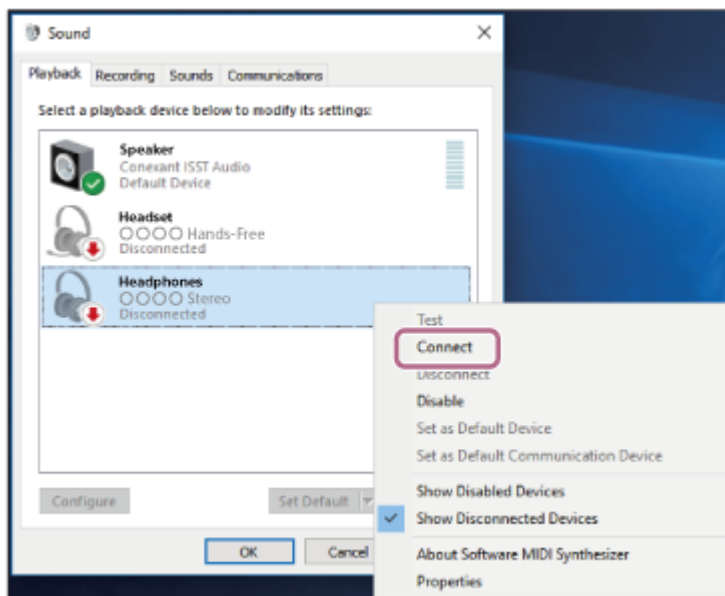 Sound
Playback Recording Sounds Communications
Select a playback device below to modify its settings:
Speaker
Conexant ISST Audio
Default Device
Headset
○○○○ Hands-Free
Disconnected
Headphones
○○○○ Stereo
Disconnected
Test
Connect
Disconnect
Disable
Set as Default Device
Set as Default Communication Device
Show Disabled Devices
Show Disconnected Devices
About Software MIDI Synthesizer
Properties
Configure
Set Default
OK
Cancel